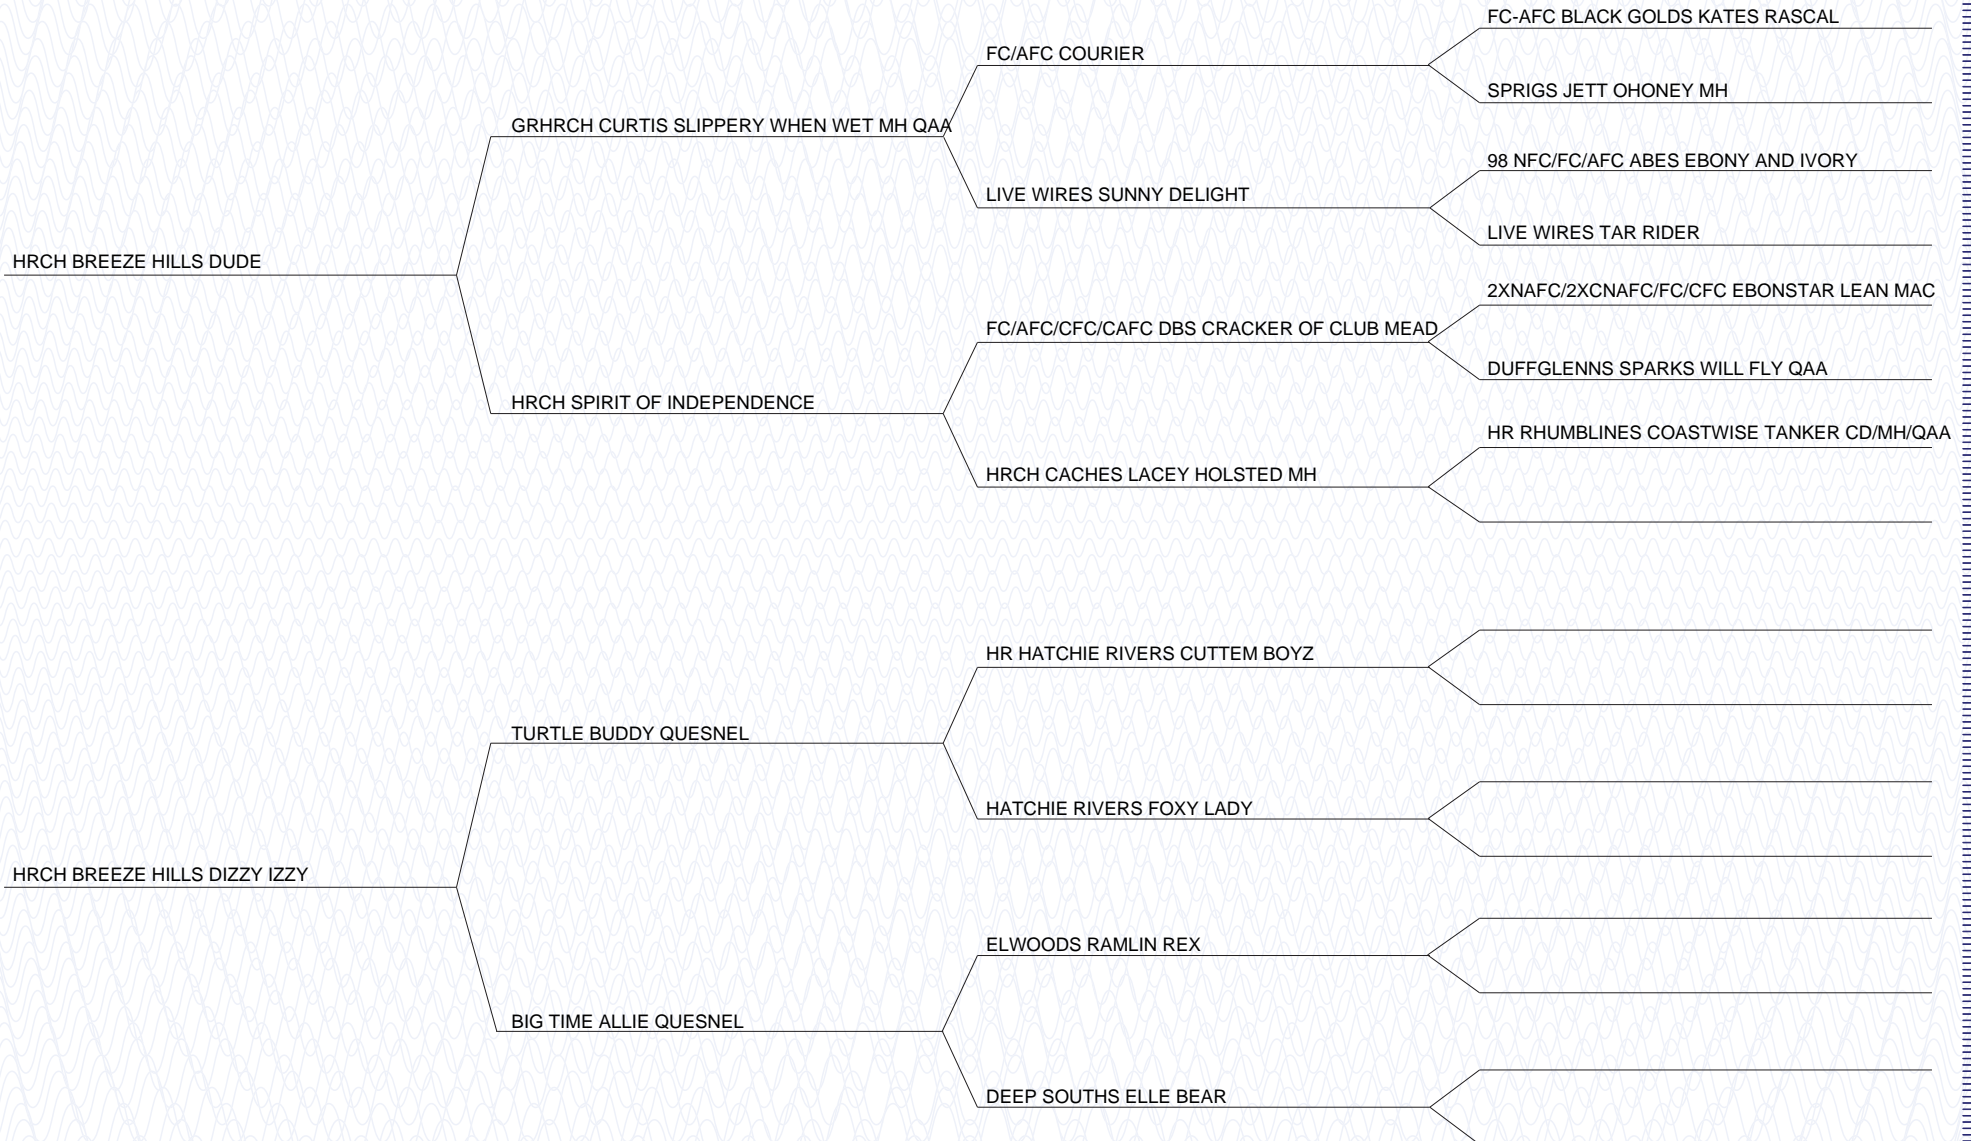 FC-AFC BLACK GOLDS KATES RASCAL
FC/AFC COURIER
SPRIGS JETT OHONEY MH
GRHRCH CURTIS SLIPPERY WHEN WET MH QAA
98 NFC/FC/AFC ABES EBONY AND IVORY
LIVE WIRES SUNNY DELIGHT
LIVE WIRES TAR RIDER
HRCH BREEZE HILLS DUDE
2XNAFC/2XCNAFC/FC/CFC EBONSTAR LEAN MAC
FC/AFC/CFC/CAFC DBS CRACKER OF CLUB MEAD
DUFFGLENNS SPARKS WILL FLY QAA
HRCH SPIRIT OF INDEPENDENCE
HR RHUMBLINES COASTWISE TANKER CD/MH/QAA
HRCH CACHES LACEY HOLSTED MH
HR HATCHIE RIVERS CUTTEM BOYZ
TURTLE BUDDY QUESNEL
HATCHIE RIVERS FOXY LADY
HRCH BREEZE HILLS DIZZY IZZY
ELWOODS RAMLIN REX
BIG TIME ALLIE QUESNEL
DEEP SOUTHS ELLE BEAR